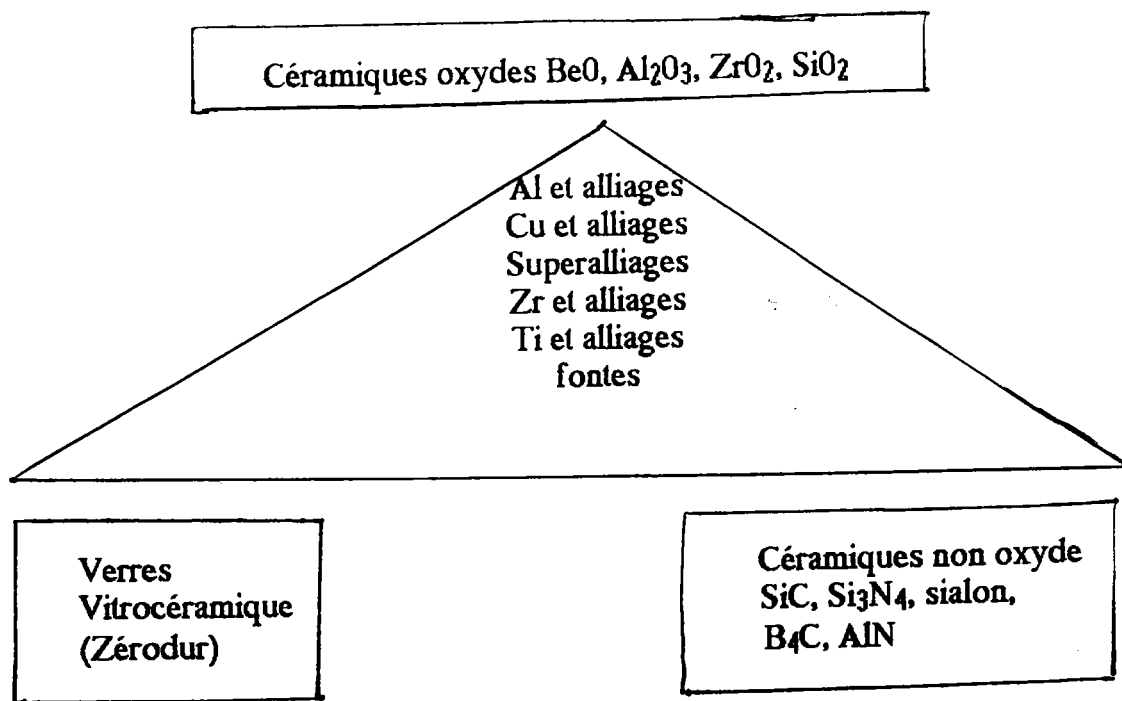 Céramiques oxydes BeO, Al₂O₃, ZrO₂, SiO₂
Al et alliages
Cu et alliages
Superalliages
Zr et alliages
Ti et alliages
fontes
Verres
Vitrocéramique
(Zérodur)
Céramiques non oxyde
SiC, Si₃N₄, sialon,
B₄C, AlN